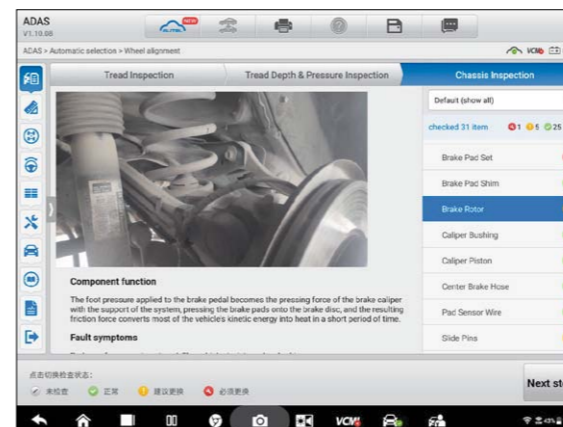 ADAS
V1.10.08
AUTEL
NEW
ADAS > Automatic selection > Wheel alignment
VCMI
Tread Inspection
Tread Depth & Pressure Inspection
Chassis Inspection
Default (show all)
checked 31 item 1 5 25
Brake Pad Set
Brake Pad Shim
Brake Rotor
Caliper Bushing
Caliper Piston
Center Brake Hose
Pad Sensor Wire
Slide Pins
Component function
The foot pressure applied to the brake pedal becomes the pressing force of the brake caliper
with the support of the system, pressing the brake pads onto the brake disc, and the resulting
friction force converts most of the vehicles kinetic energy into heat in a short period of time.
Fault symptoms
点击切换检查状态:
未检查 正常 建议更换 必须更换
Next st
VCMI
43%